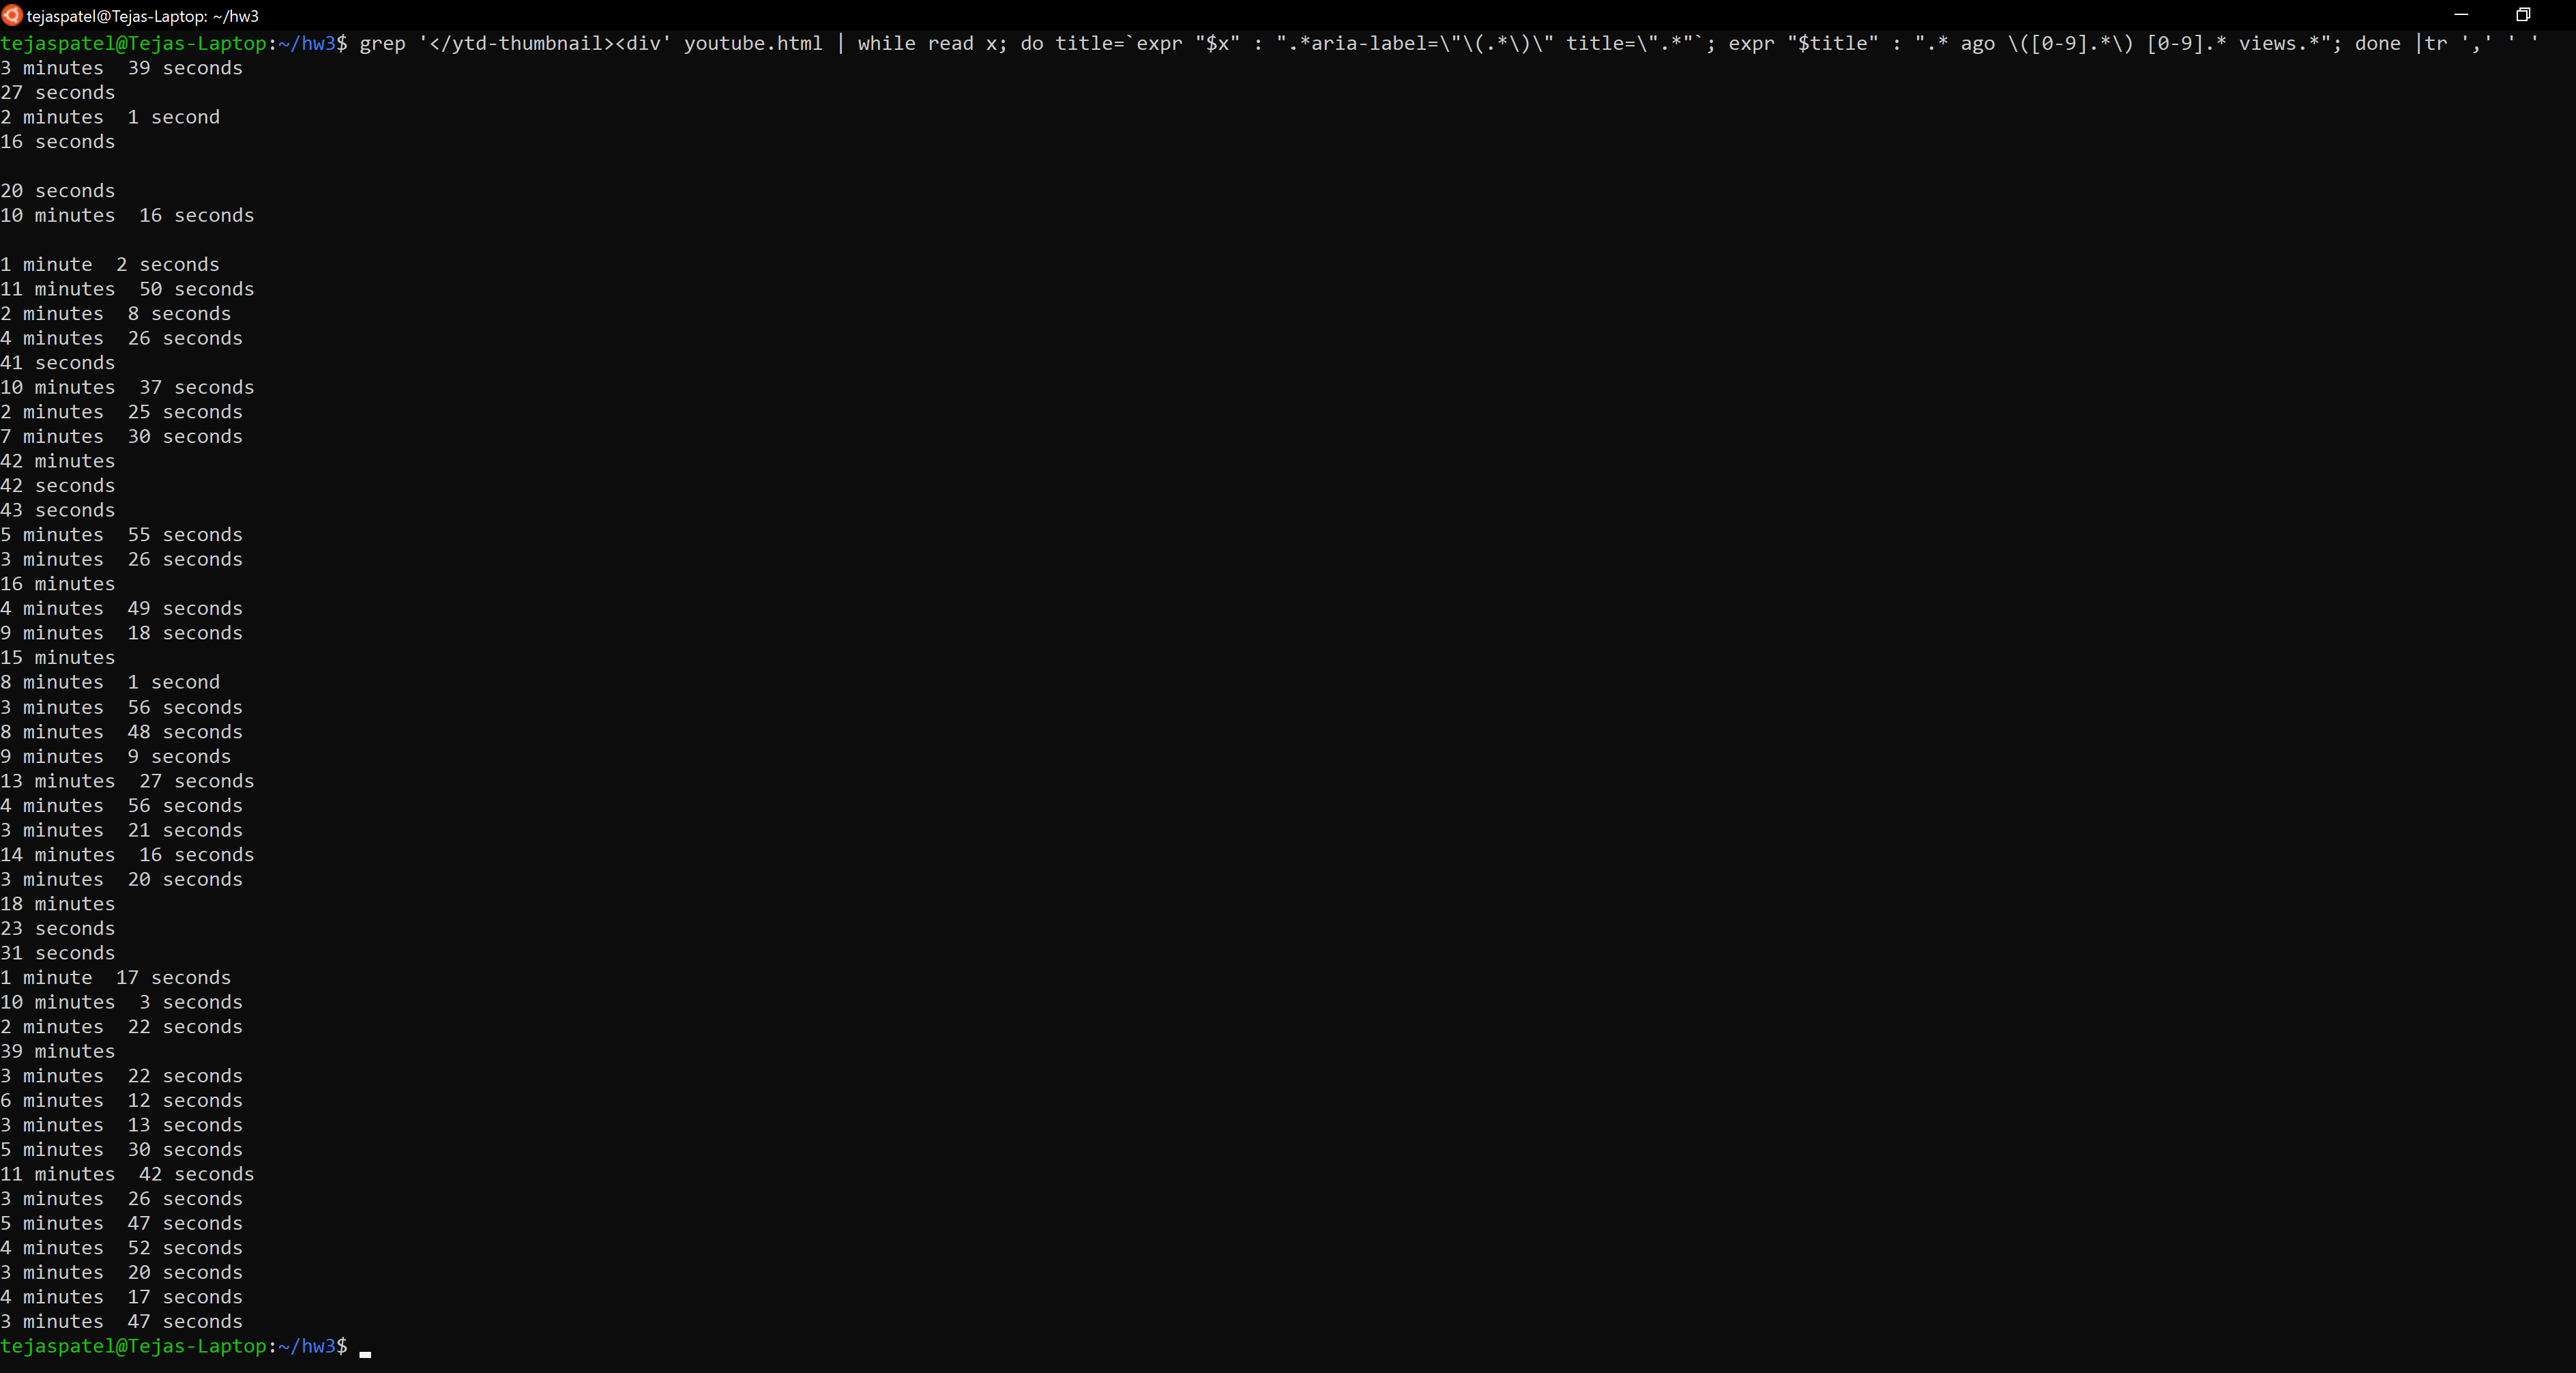 tejaspatel@Tejas-Laptop: ~/hw3
tejaspatel@Tejas-Laptop:~/hw3$ grep '</ytd-thumbnail><div' youtube.html | while read x; do title=`expr "$x" : ".*aria-label=\"\(.*\)\" title=\".*"`; expr "$title" : ".* ago \([0-9].*\) [0-9].* views.*"; done |tr ',' ' '
3 minutes  39 seconds
27 seconds
2 minutes  1 second
16 seconds

20 seconds
10 minutes  16 seconds

1 minute  2 seconds
11 minutes  50 seconds
2 minutes  8 seconds
4 minutes  26 seconds
41 seconds
10 minutes  37 seconds
2 minutes  25 seconds
7 minutes  30 seconds
42 minutes
42 seconds
43 seconds
5 minutes  55 seconds
3 minutes  26 seconds
16 minutes
4 minutes  49 seconds
9 minutes  18 seconds
15 minutes
8 minutes  1 second
3 minutes  56 seconds
8 minutes  48 seconds
9 minutes  9 seconds
13 minutes  27 seconds
4 minutes  56 seconds
3 minutes  21 seconds
14 minutes  16 seconds
3 minutes  20 seconds
18 minutes
23 seconds
31 seconds
1 minute  17 seconds
10 minutes  3 seconds
2 minutes  22 seconds
39 minutes
3 minutes  22 seconds
6 minutes  12 seconds
3 minutes  13 seconds
5 minutes  30 seconds
11 minutes  42 seconds
3 minutes  26 seconds
5 minutes  47 seconds
4 minutes  52 seconds
3 minutes  20 seconds
4 minutes  17 seconds
3 minutes  47 seconds
tejaspatel@Tejas-Laptop:~/hw3$